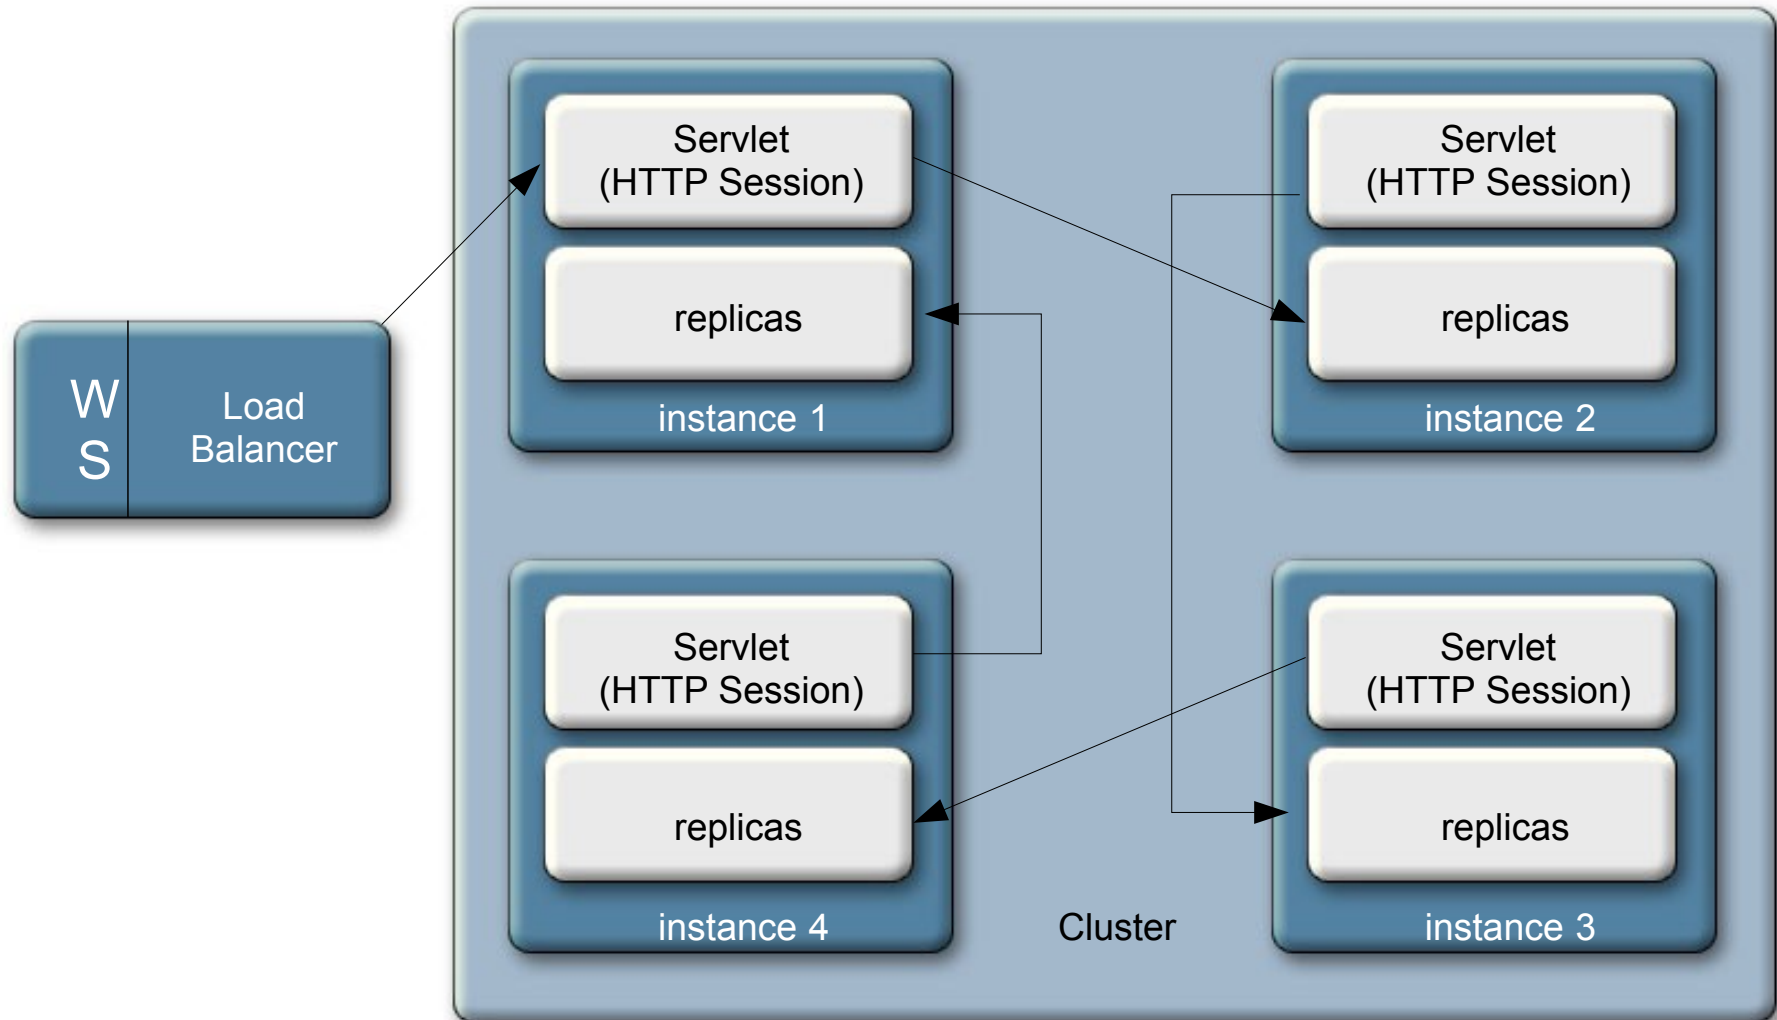 W
S
Load
Balancer
Servlet
(HTTP Session)
replicas
instance 1
Servlet
(HTTP Session)
replicas
instance 2
Servlet
(HTTP Session)
replicas
instance 4
Cluster
Servlet
(HTTP Session)
replicas
instance 3